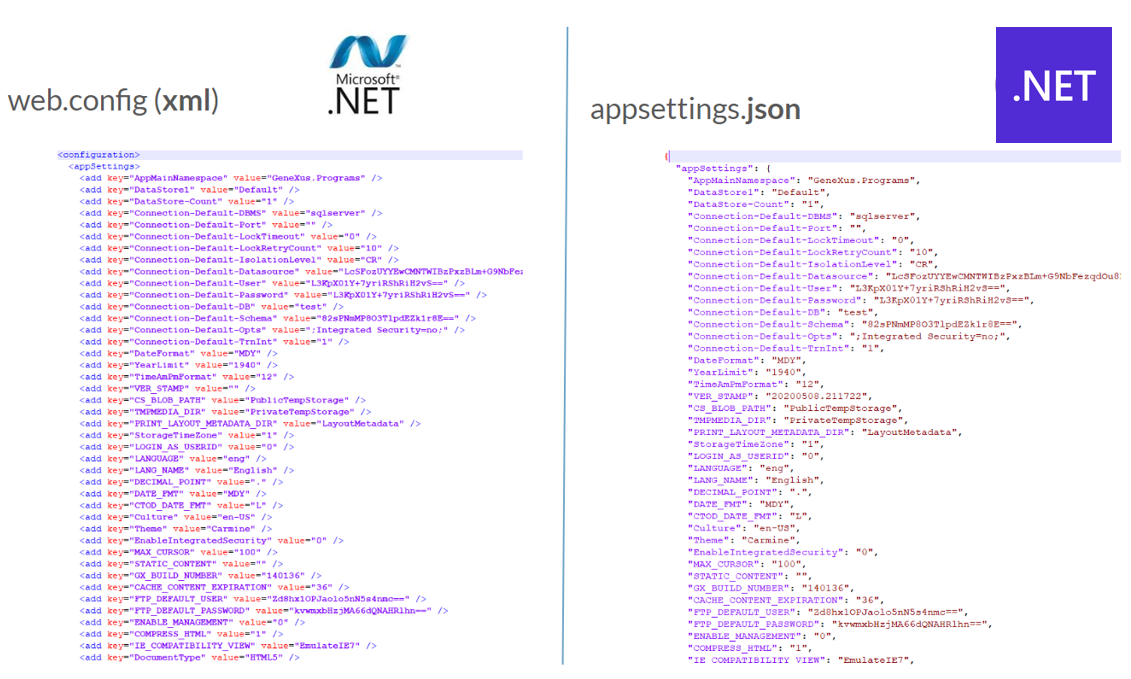 web.config (xml)
Microsoft®
.NET
<configuration>
<appSettings>
<add key="AppMainNamespace" value="GeneXus.Programs" />
<add key="DataStore1" value="Default" />
<add key="DataStore-Count" value="1" />
<add key="Connection-Default-DBMS" value="sqlserver" />
<add key="Connection-Default-Port" value="" />
<add key="Connection-Default-LockTimeout" value="0" />
<add key="Connection-Default-LockRetryCount" value="10" />
<add key="Connection-Default-IsolationLevel" value="CR" />
<add key="Connection-Default-Datasource" value="LcSFozUYYEwCMNTWIBzPxzBLm+G9NbFez
<add key="Connection-Default-User" value="L3KpX01Y+7yriRShRiH2vS==" />
<add key="Connection-Default-Password" value="L3KpX01Y+7yriRShRiH2vS==" />
<add key="Connection-Default-DB" value="test" />
<add key="Connection-Default-Schema" value="82sPNmMP8O3TlpdEZk1r8E==" />
<add key="Connection-Default-Opts" value=";Integrated Security=no;" />
<add key="Connection-Default-TrnInt" value="1" />
<add key="DateFormat" value="MDY" />
<add key="YearLimit" value="1940" />
<add key="TimeAmPmFormat" value="12" />
<add key="VER_STAMP" value="" />
<add key="CS_BLOB_PATH" value="PublicTempStorage" />
<add key="TMPMEDIA_DIR" value="PrivateTempStorage" />
<add key="PRINT_LAYOUT_METADATA_DIR" value="LayoutMetadata" />
<add key="StorageTimeZone" value="1" />
<add key="LOGIN_AS_USERID" value="0" />
<add key="LANGUAGE" value="eng" />
<add key="LANG_NAME" value="English" />
<add key="DECIMAL_POINT" value="." />
<add key="DATE_FMT" value="MDY" />
<add key="CTOD_DATE_FMT" value="L" />
<add key="Culture" value="en-US" />
<add key="Theme" value="Carmine" />
<add key="EnableIntegratedSecurity" value="0" />
<add key="MAX_CURSOR" value="100" />
<add key="STATIC_CONTENT" value="" />
<add key="GX_BUILD_NUMBER" value="140136" />
<add key="CACHE_CONTENT_EXPIRATION" value="36" />
<add key="FTP_DEFAULT_USER" value="Zd8hx1OPJaolo5nN5s4nmc==" />
<add key="FTP_DEFAULT_PASSWORD" value="kvwmxbHzjMA66dQNAHRlhn==" />
<add key="ENABLE_MANAGEMENT" value="0" />
<add key="COMPRESS_HTML" value="1" />
<add key="IE_COMPATIBILITY_VIEW" value="EmulateIE7" />
<add key="DocumentType" value="HTML5" />
appsettings.json
.NET
{
"appSettings": {
"AppMainNamespace": "GeneXus.Programs",
"DataStore1": "Default",
"DataStore-Count": "1",
"Connection-Default-DBMS": "sqlserver",
"Connection-Default-Port": "",
"Connection-Default-LockTimeout": "0",
"Connection-Default-LockRetryCount": "10",
"Connection-Default-IsolationLevel": "CR",
"Connection-Default-Datasource": "LcSFozUYYEwCMNTWIBzPxzBLm+G9NbFezqdOu8
"Connection-Default-User": "L3KpX01Y+7yriRShRiH2vS==",
"Connection-Default-Password": "L3KpX01Y+7yriRShRiH2vS==",
"Connection-Default-DB": "test",
"Connection-Default-Schema": "82sPNmMP8O3TlpdEZk1r8E==",
"Connection-Default-Opts": ";Integrated Security=no;",
"Connection-Default-TrnInt": "1",
"DateFormat": "MDY",
"YearLimit": "1940",
"TimeAmPmFormat": "12",
"VER_STAMP": "20200508.211722",
"CS_BLOB_PATH": "PublicTempStorage",
"TMPMEDIA_DIR": "PrivateTempStorage",
"PRINT_LAYOUT_METADATA_DIR": "LayoutMetadata",
"StorageTimeZone": "1",
"LOGIN_AS_USERID": "0",
"LANGUAGE": "eng",
"LANG_NAME": "English",
"DECIMAL_POINT": ".",
"DATE_FMT": "MDY",
"CTOD_DATE_FMT": "L",
"Culture": "en-US",
"Theme": "Carmine",
"EnableIntegratedSecurity": "0",
"MAX_CURSOR": "100",
"STATIC_CONTENT": "",
"GX_BUILD_NUMBER": "140136",
"CACHE_CONTENT_EXPIRATION": "36",
"FTP_DEFAULT_USER": "Zd8hx1OPJaolo5nN5s4nmc==",
"FTP_DEFAULT_PASSWORD": "kvwmxbHzjMA66dQNAHRlhn==",
"ENABLE_MANAGEMENT": "0",
"COMPRESS_HTML": "1",
"IE_COMPATIBILITY_VIEW": "EmulateIE7",